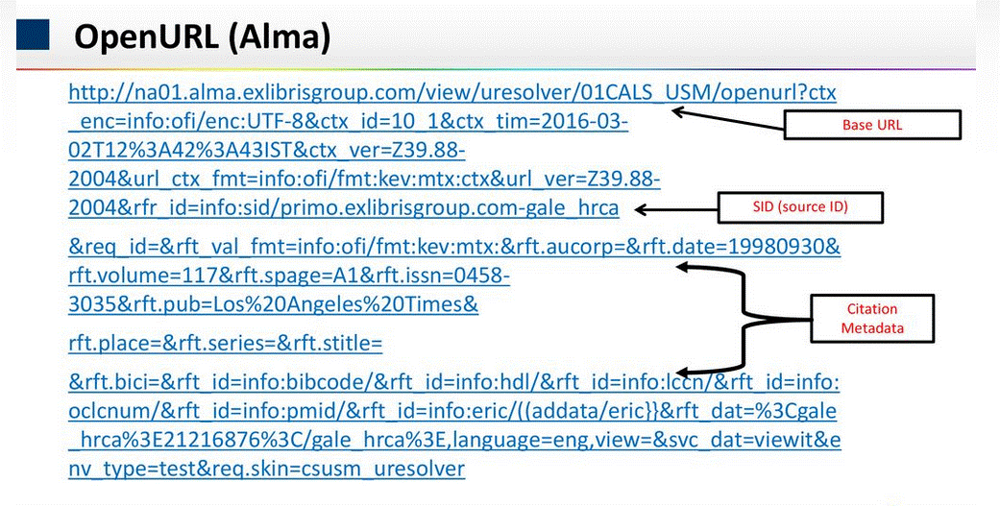 OpenURL (Alma)
http://na01.alma.exlibrisgroup.com/view/uresolver/01CALS_USM/openurl?ctx
_enc=info:ofi/enc:UTF-8&ctx_id=10_1&ctx_tim=2016-03-
Base URL
02T12%3A42%3A43IST&ctx_ver=Z39.88-
2004&url_ctx_fmt=info:ofi/fmt:kev:mtx:ctx&url_ver=Z39.88-
2004&rfr_id=info:sid/primo.exlibrisgroup.com-gale_hrca
SID (source ID)
&req_id=&rft_val_fmt=info:ofi/fmt:kev:mtx:&rft.aucorp=&rft.date=19980930&
rft.volume=117&rft.spage=A1&rft.issn=0458-
3035&rft.pub=Los%20Angeles%20Times&
Citation
Metadata
rft.place=&rft.series=&rft.stitle=
&rft.bici=&rft_id=info:bibcode/&rft_id=info:hdl/&rft_id=info:lccn/&rft_id=info:
oclcnum/&rft_id=info:pmid/&rft_id=info:eric/((addata/eric}}&rft_dat=%3Cgale
_hrca%3E21216876%3C/gale_hrca%3E,language=eng,view=&svc_dat=viewit&e
nv_type=test&req.skin=csusm_uresolver